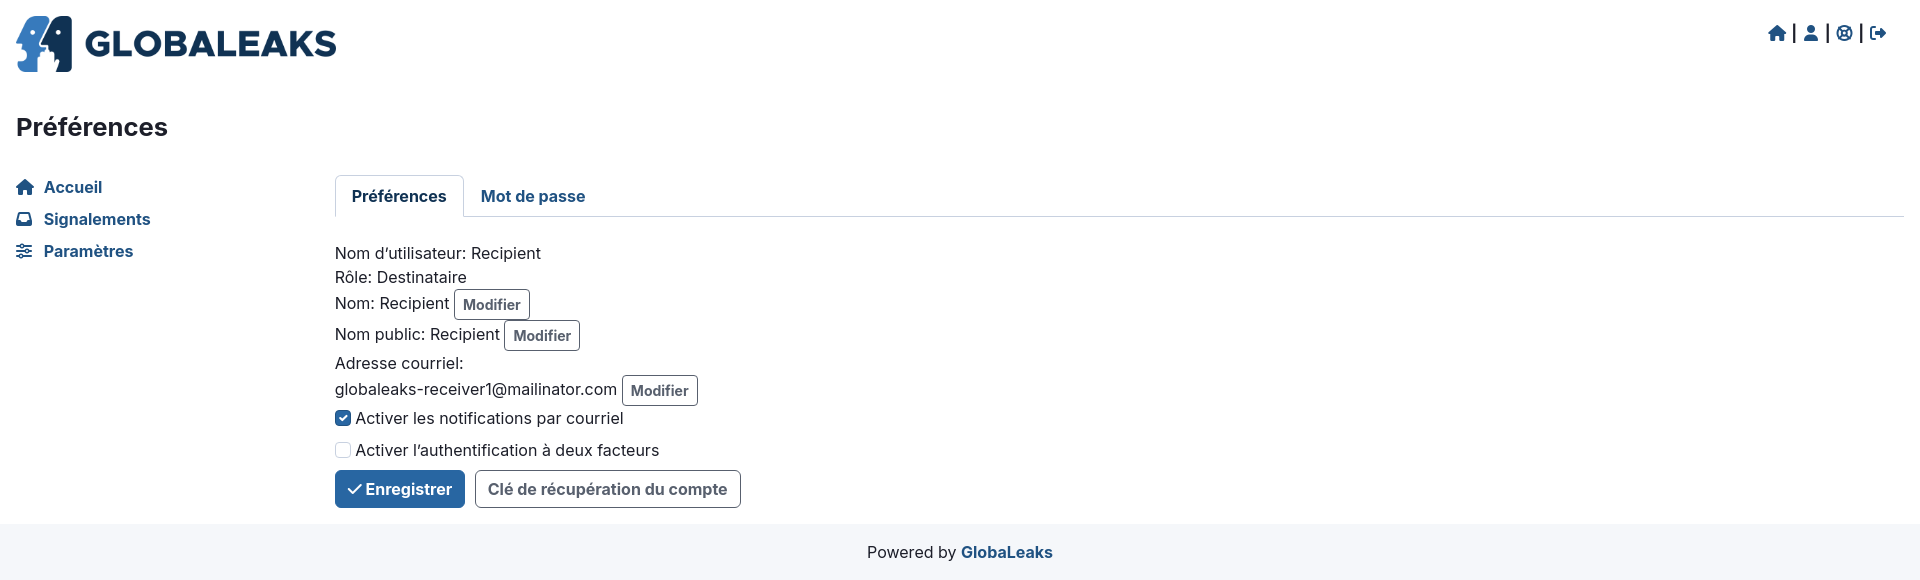 GLOBALEAKS
Préférences
Accueil
Signalements
Paramètres
Préférences Mot de passe
Nom d’utilisateur: Recipient
Rôle: Destinataire
Nom: Recipient Modifier
Nom public: Recipient Modifier
Adresse courriel:
globaleaks-receiver1@mailinator.com Modifier
Activer les notifications par courriel
Activer l’authentification à deux facteurs
Enregistrer Clé de récupération du compte
Powered by GlobaLeaks